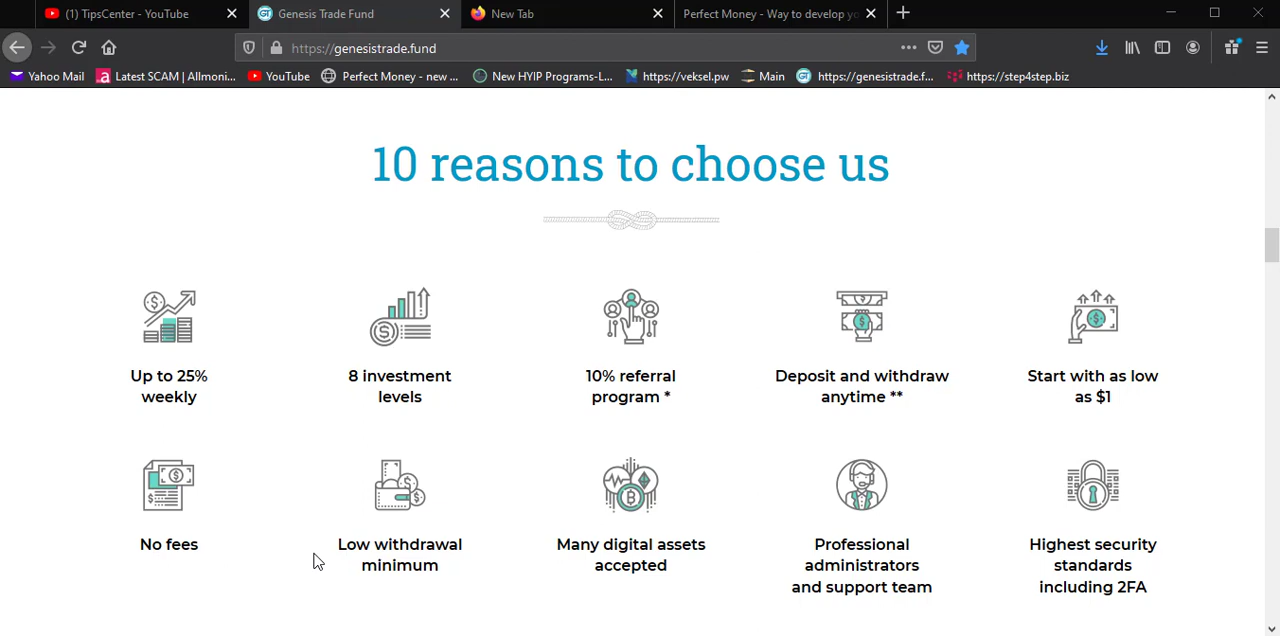 (1) TipsCenter - YouTube
Genesis Trade Fund
New Tab
Perfect Money - Way to develop yo
https://genesistrade.fund
Yahoo Mail
Latest SCAM | Allmoni...
YouTube
Perfect Money - new ...
New HYIP Programs-L...
https://veksel.pw
Main
https://genesistrade.f...
https://step4step.biz
10 reasons to choose us
Up to 25%
weekly
8 investment
levels
10% referral
program *
Deposit and withdraw
anytime **
Start with as low
as $1
No fees
Low withdrawal
minimum
Many digital assets
accepted
Professional
administrators
and support team
Highest security
standards
including 2FA